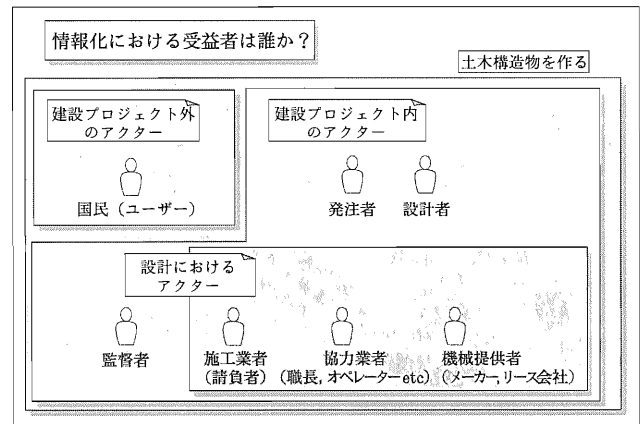 情報化における受益者は誰か?
土木構造物を作る
建設プロジェクト外
のアクター
国民(ユーザー)
建設プロジェクト内
のアクター
発注者
設計者
設計における
アクター
監督者
施工業者
(請負者)
協力業者
(職長,オペレーターetc)
機械提供者
(メーカー,リース会社)